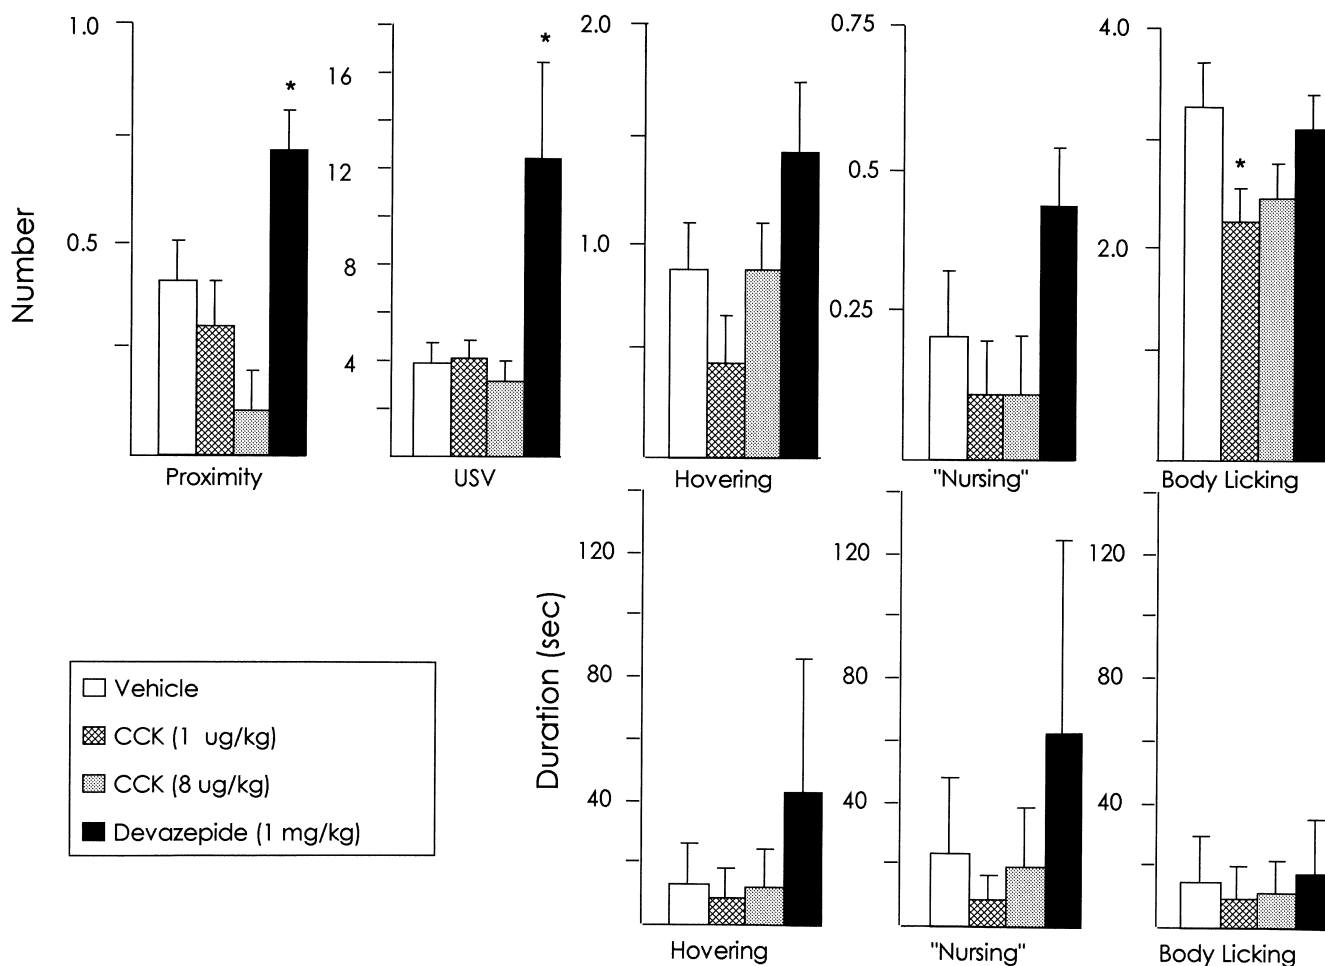 Number
1.0
0.5
*
Proximity
16
12
8
4
*
USV
2.0
1.0
Hovering
0.75
0.5
0.25
"Nursing"
4.0
2.0
*
Body Licking
Duration (sec)
120
80
40
Hovering
120
80
40
"Nursing"
120
80
40
Body Licking
Vehicle
CCK (1 ug/kg)
CCK (8 ug/kg)
Devazepide (1 mg/kg)